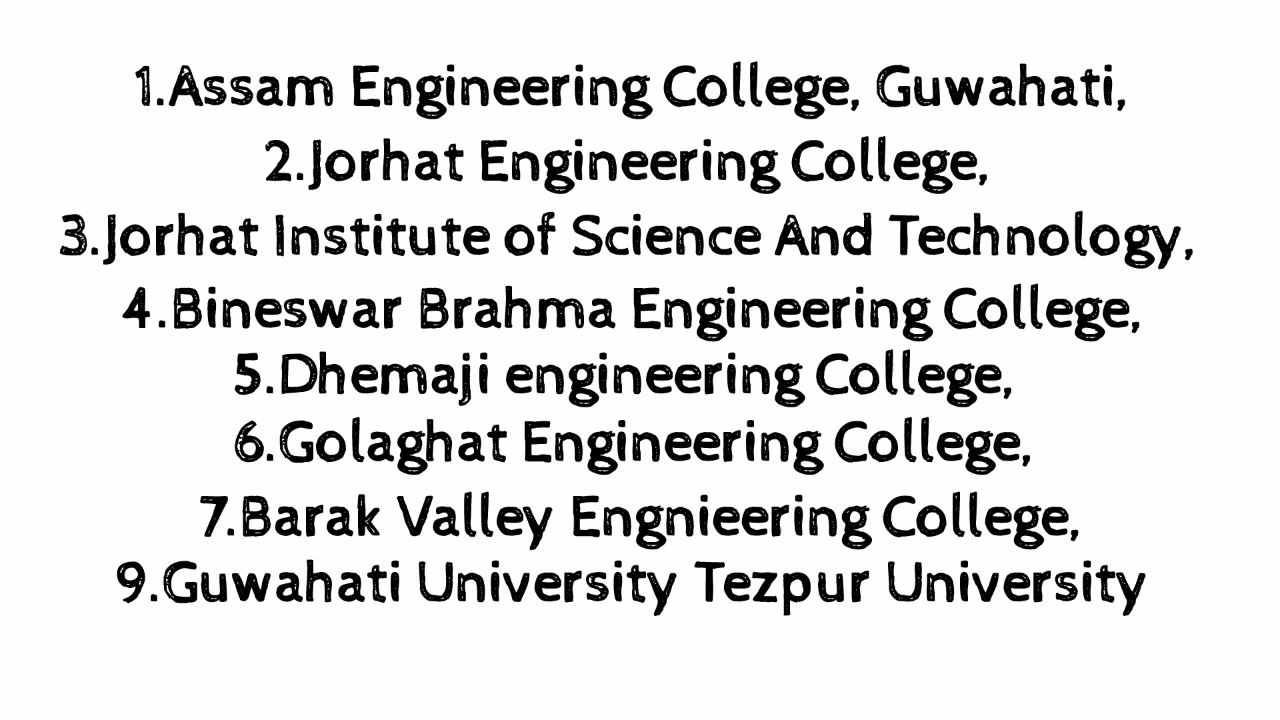 1.Assam Engineering College, Guwahati,
2.Jorhat Engineering College,
3.Jorhat Institute of Science And Technology,
4.Bineswar Brahma Engineering College,
5.Dhemaji engineering College,
6.Golaghat Engineering College,
7.Barak Valley Engnieering College,
9.Guwahati University Tezpur University